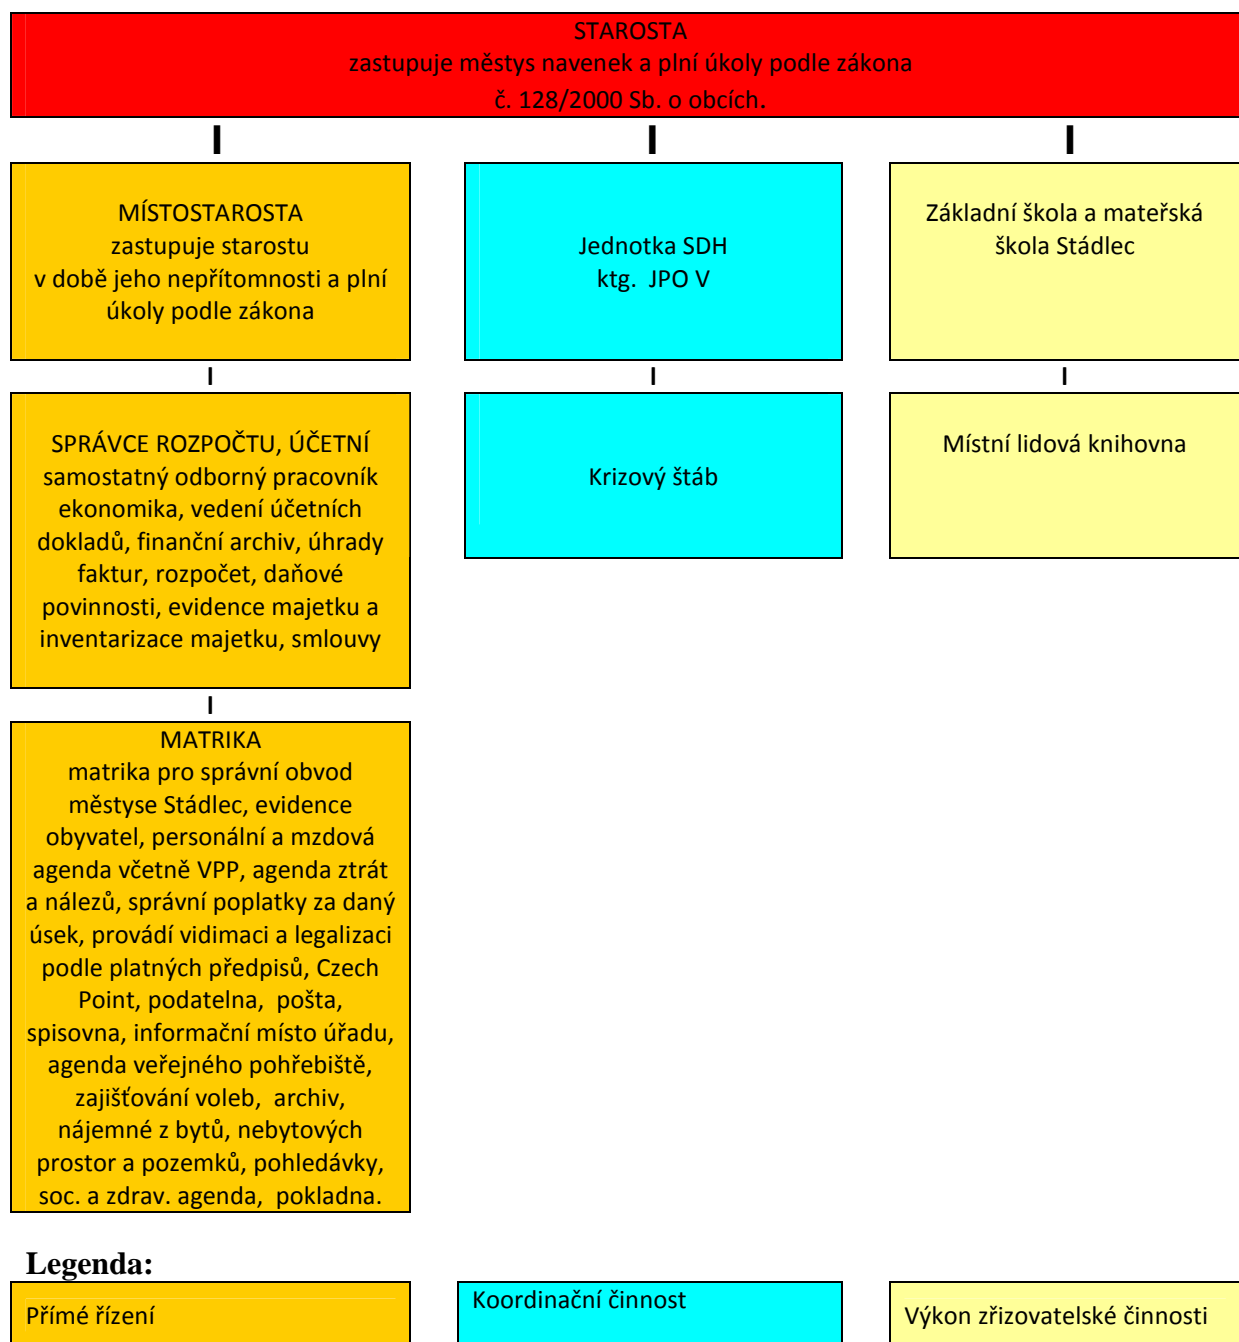 STAROSTA
zastupuje městys navenek a plní úkoly podle zákona
č. 128/2000 Sb. o obcích.
MÍSTOSTAROSTA
zastupuje starostu
v době jeho nepřítomnosti a plní
úkoly podle zákona
Jednotka SDH
ktg. JPO V
Základní škola a mateřská
škola Stádlec
SPRÁVCE ROZPOČTU, ÚČETNÍ
samostatný odborný pracovník
ekonomika, vedení účetních
dokladů, finanční archiv, úhrady
faktur, rozpočet, daňové
povinnosti, evidence majetku a
inventarizace majetku, smlouvy
Krizový štáb
Místní lidová knihovna
MATRIKA
matrika pro správní obvod
městyse Stádlec, evidence
obyvatel, personální a mzdová
agenda včetně VPP, agenda ztrát
a nálezů, správní poplatky za daný
úsek, provádí vidimaci a legalizaci
podle platných předpisů, Czech
Point, podatelna, pošta,
spisovna, informační místo úřadu,
agenda veřejného pohřebiště,
zajišťování voleb, archiv,
nájemné z bytů, nebytových
prostor a pozemků, pohledávky,
soc. a zdrav. agenda, pokladna.
Legenda:
Přímé řízení
Koordinační činnost
Výkon zřizovatelské činnosti